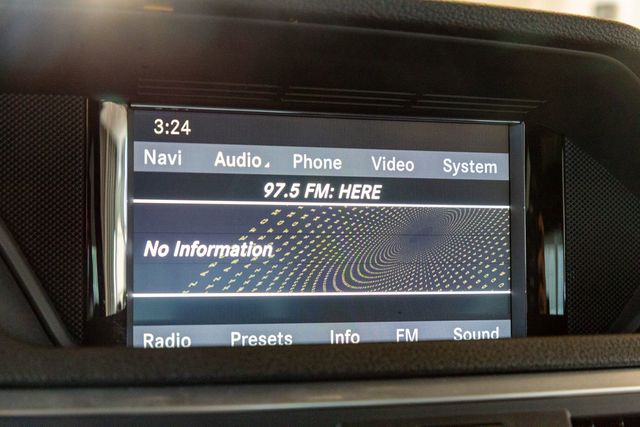 3:24
Navi Audio Phone Video System
97.5 FM: HERE
No Information
Radio Presets Info FM Sound